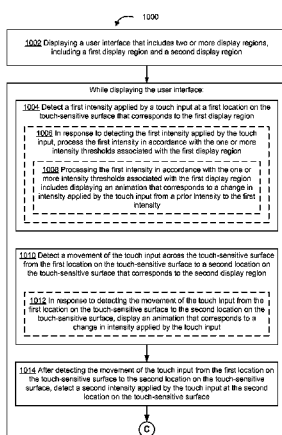 1000
1002 Displaying a user interface that includes two or more display regions,
including a first display region and a second display region
While displaying the user interface:
1004 Detect a first intensity applied by a touch input at a first location on the
touch-sensitive surface that corresponds to the first display region
1006 In response to detecting the first intensity applied by the touch
input, process the first intensity in accordance with the one or more
intensity thresholds associated with the first display region
1008 Processing the first intensity in accordance with the one or
more intensity thresholds associated with the first display region
includes displaying an animation that corresponds to a change in
intensity applied by the touch input from a prior intensity to the first
intensity
1010 Detect a movement of the touch input across the touch-sensitive surface
from the first location on the touch-sensitive surface to a second location on
the touch-sensitive surface that corresponds to the second display region
1012 In response to detecting the movement of the touch input from the
first location on the touch-sensitive surface to the second location on the
touch-sensitive surface, display an animation that corresponds to a
change in intensity applied by the touch input
1014 After detecting the movement of the touch input from the first location on
the touch-sensitive surface to the second location on the touch-sensitive
surface, detect a second intensity applied by the touch input at the second
location on the touch-sensitive surface
C